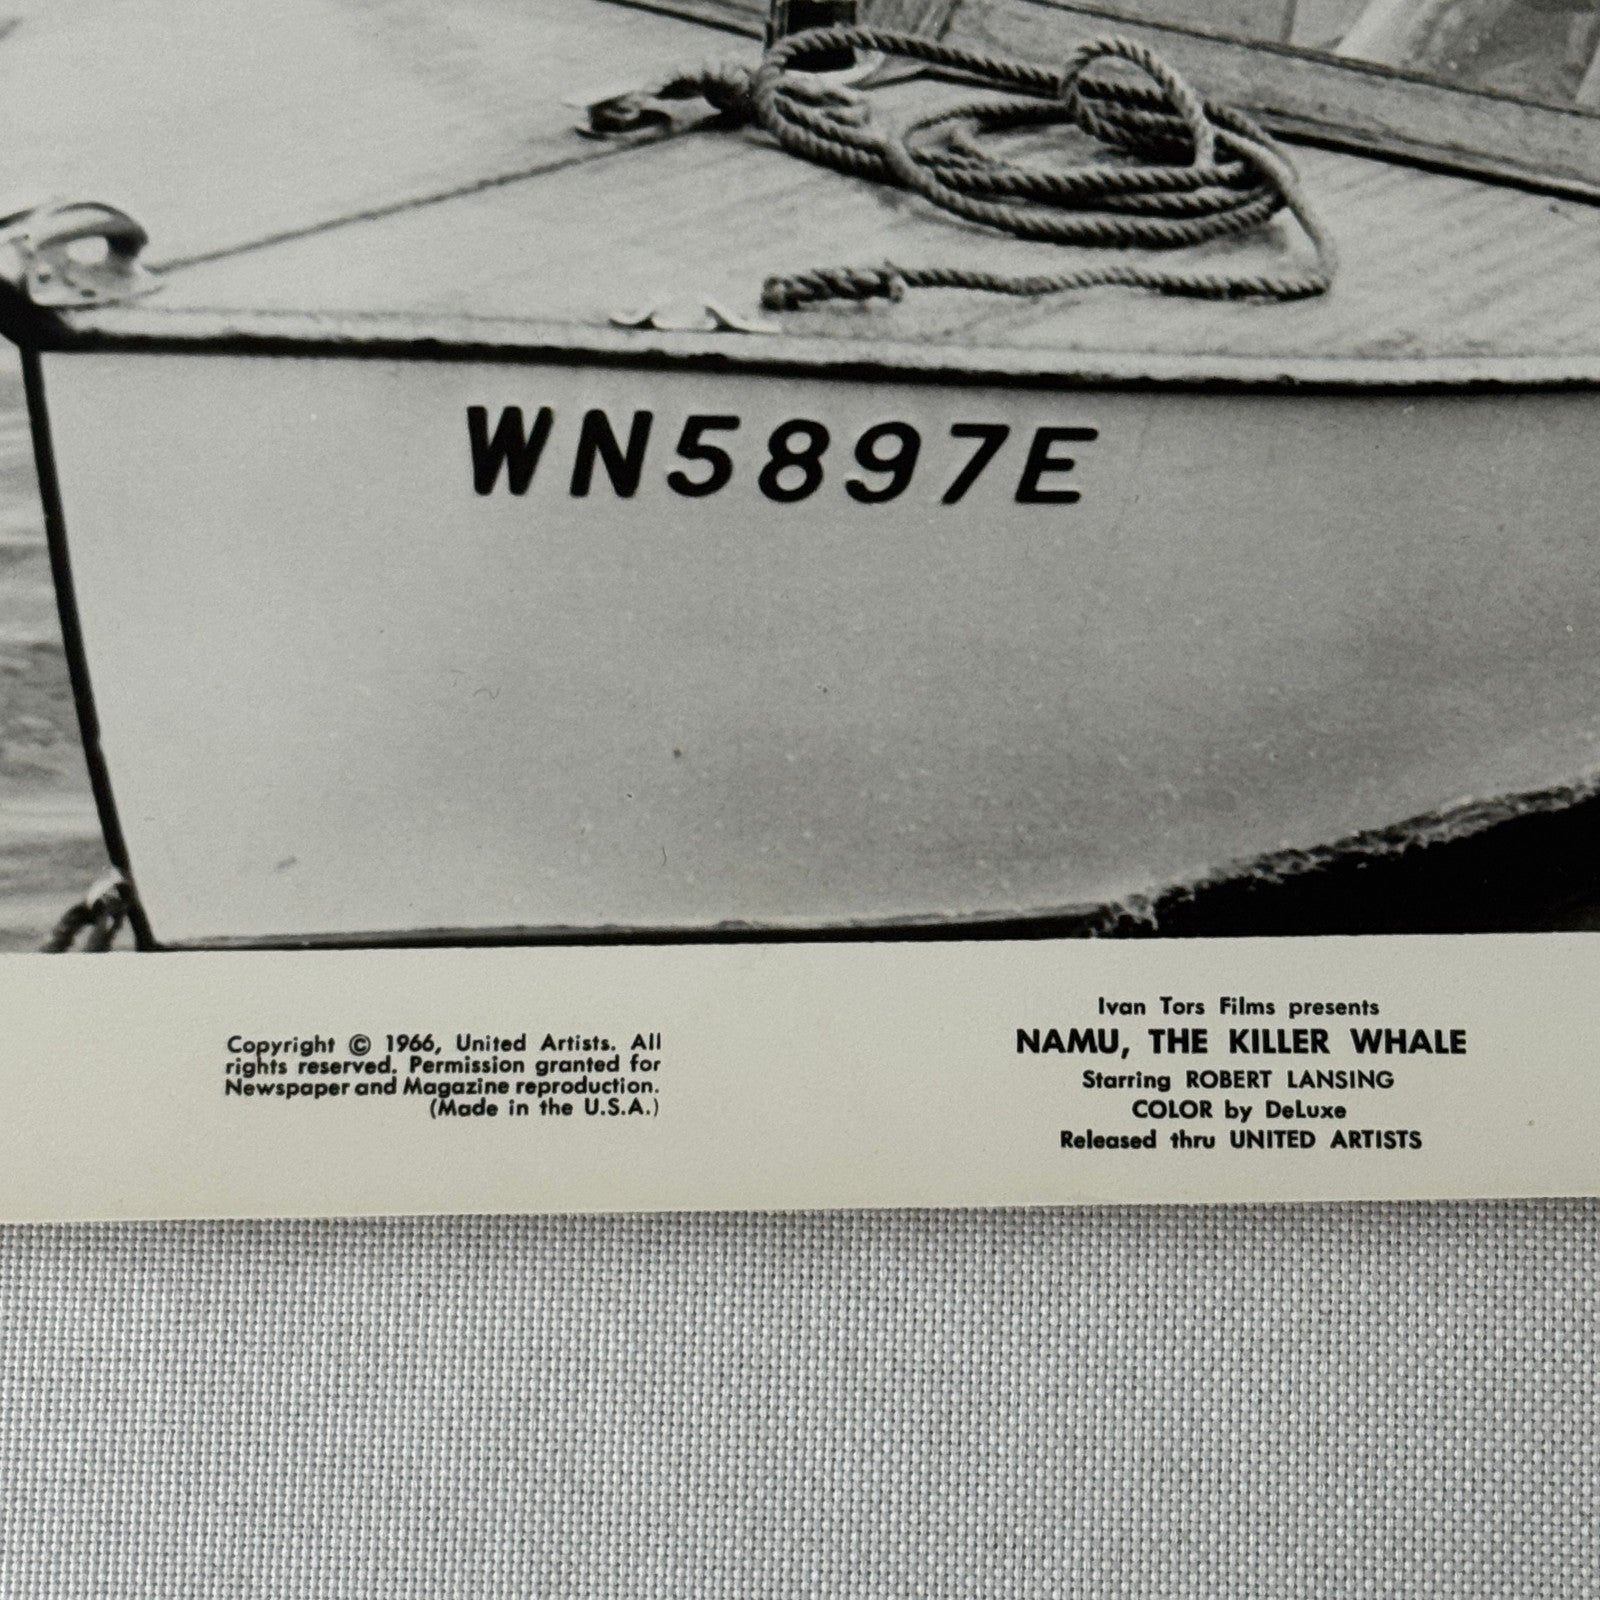 WN5897E
Copyright © 1966, United Artists. All
rights reserved. Permission granted for
Newspaper and Magazine reproduction.
(Made in the U.S.A.)
Ivan Tors Films presents
NAMU, THE KILLER WHALE
Starring ROBERT LANSING
COLOR by DeLuxe
Released thru UNITED ARTISTS